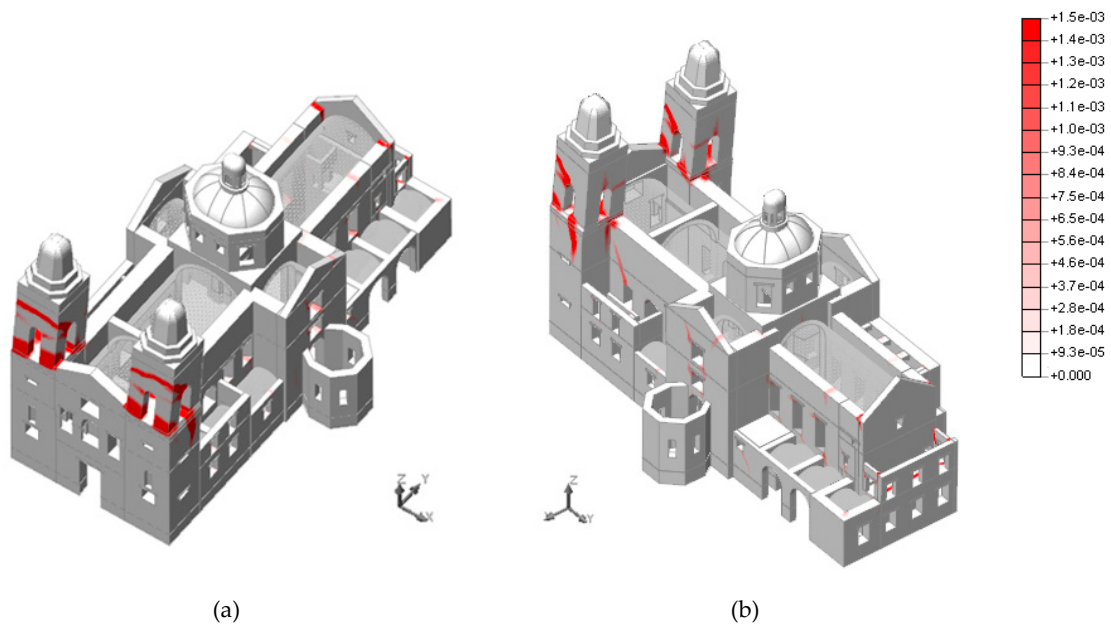 +1.5e-03
+1.4e-03
+1.3e-03
+1.2e-03
+1.1e-03
+1.0e-03
+9.3e-04
+8.4e-04
+7.5e-04
+6.5e-04
+5.6e-04
+4.6e-04
+3.7e-04
+2.8e-04
+1.8e-04
+9.3e-05
+0.000
Z
Y
X
Z
X
Y
(a)
(b)